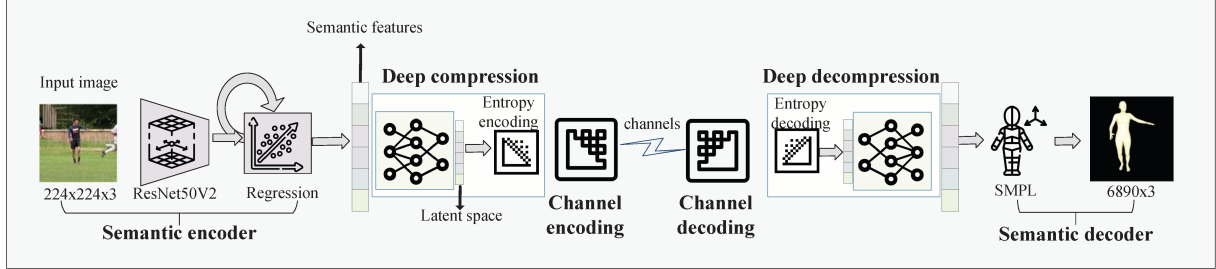 Semantic features
Input image
Deep compression
Deep decompression
Entropy
encoding
channels
Entropy
decoding
224x224x3
ResNet50V2
Regression
Latent space
Channel
encoding
Channel
decoding
SMPL
6890x3
Semantic encoder
Semantic decoder